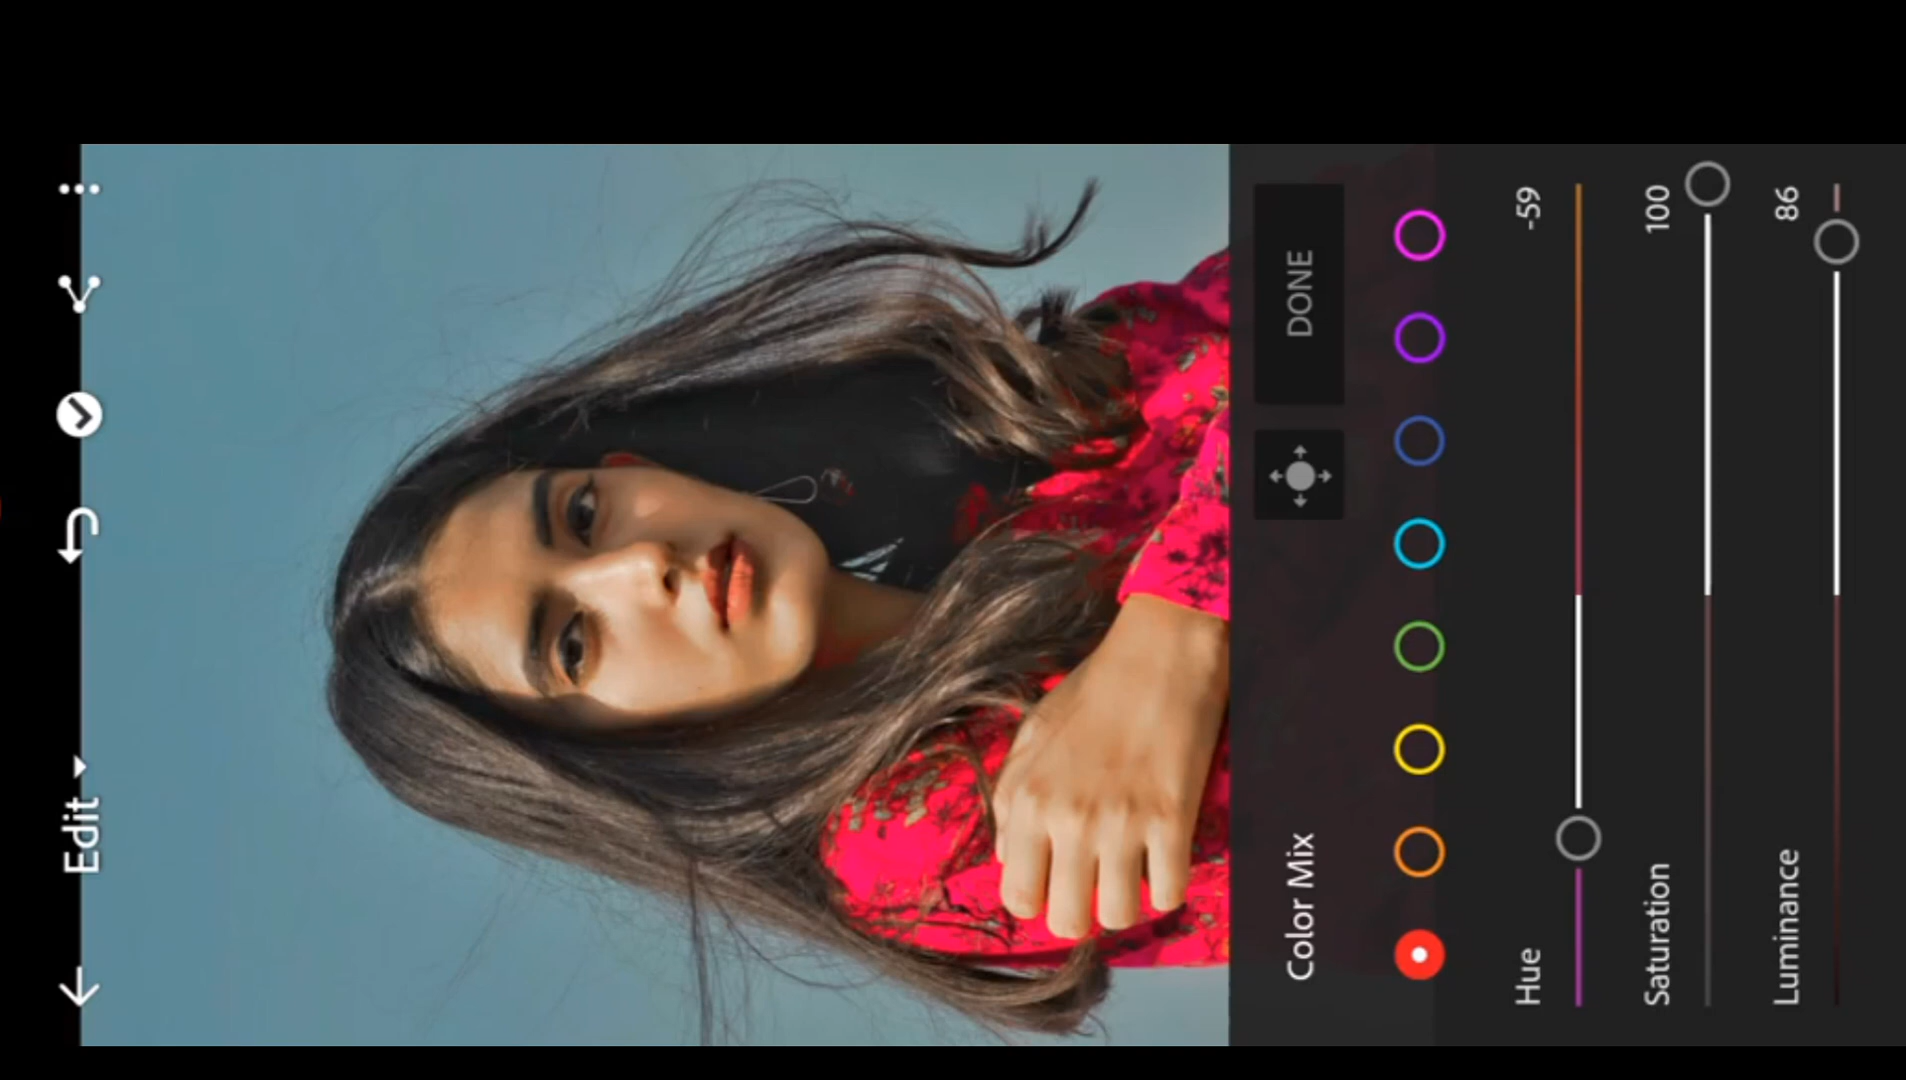 Edit
Color Mix
DONE
Hue -59
Saturation 100
Luminance 86